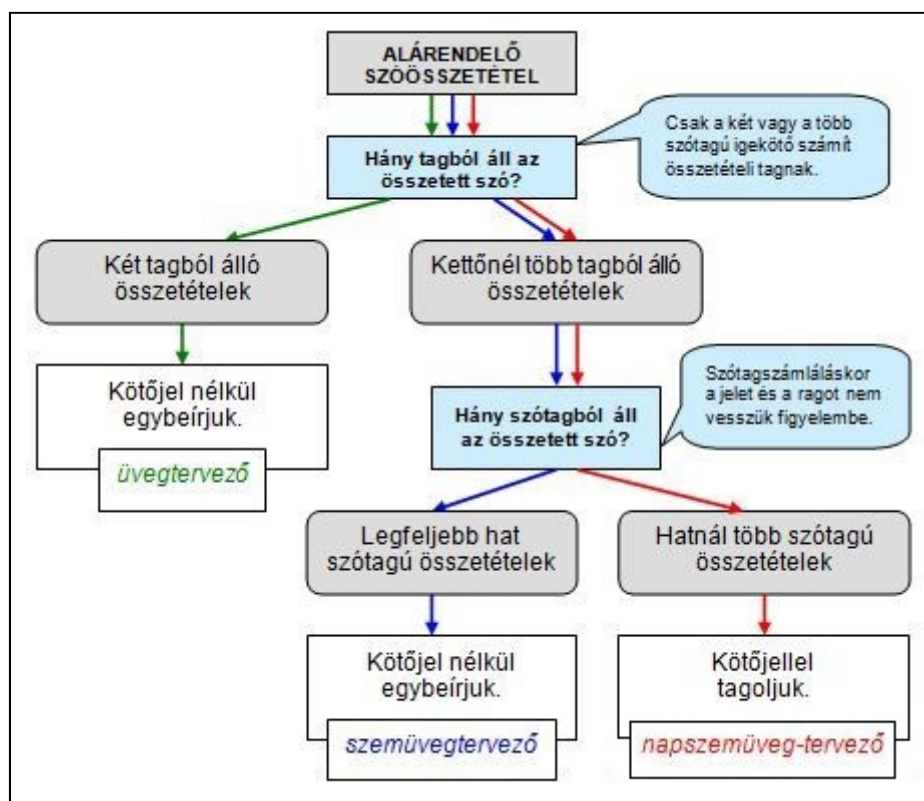 ALÁRENDELŐ
SZÓÖSSZETÉTEL
Hány tagból áll az
összetett szó?
Csak a két vagy a több
szótagú igekötő számít
összetételi tagnak.
Két tagból álló
összetételek
Kettőnél több tagból álló
összetételek
Kötőjel nélkül
egybeírjuk.
üvegtervező
Hány szótagból áll
az összetett szó?
Szótagszámláláskor
a jelet és a ragot nem
vesszük figyelembe.
Legfeljebb hat
szótagú összetételek
Hatnál több szótagú
összetételek
Kötőjel nélkül
egybeírjuk.
szemüvegtervező
Kötőjellel
tagoljuk.
napszemüveg-tervező